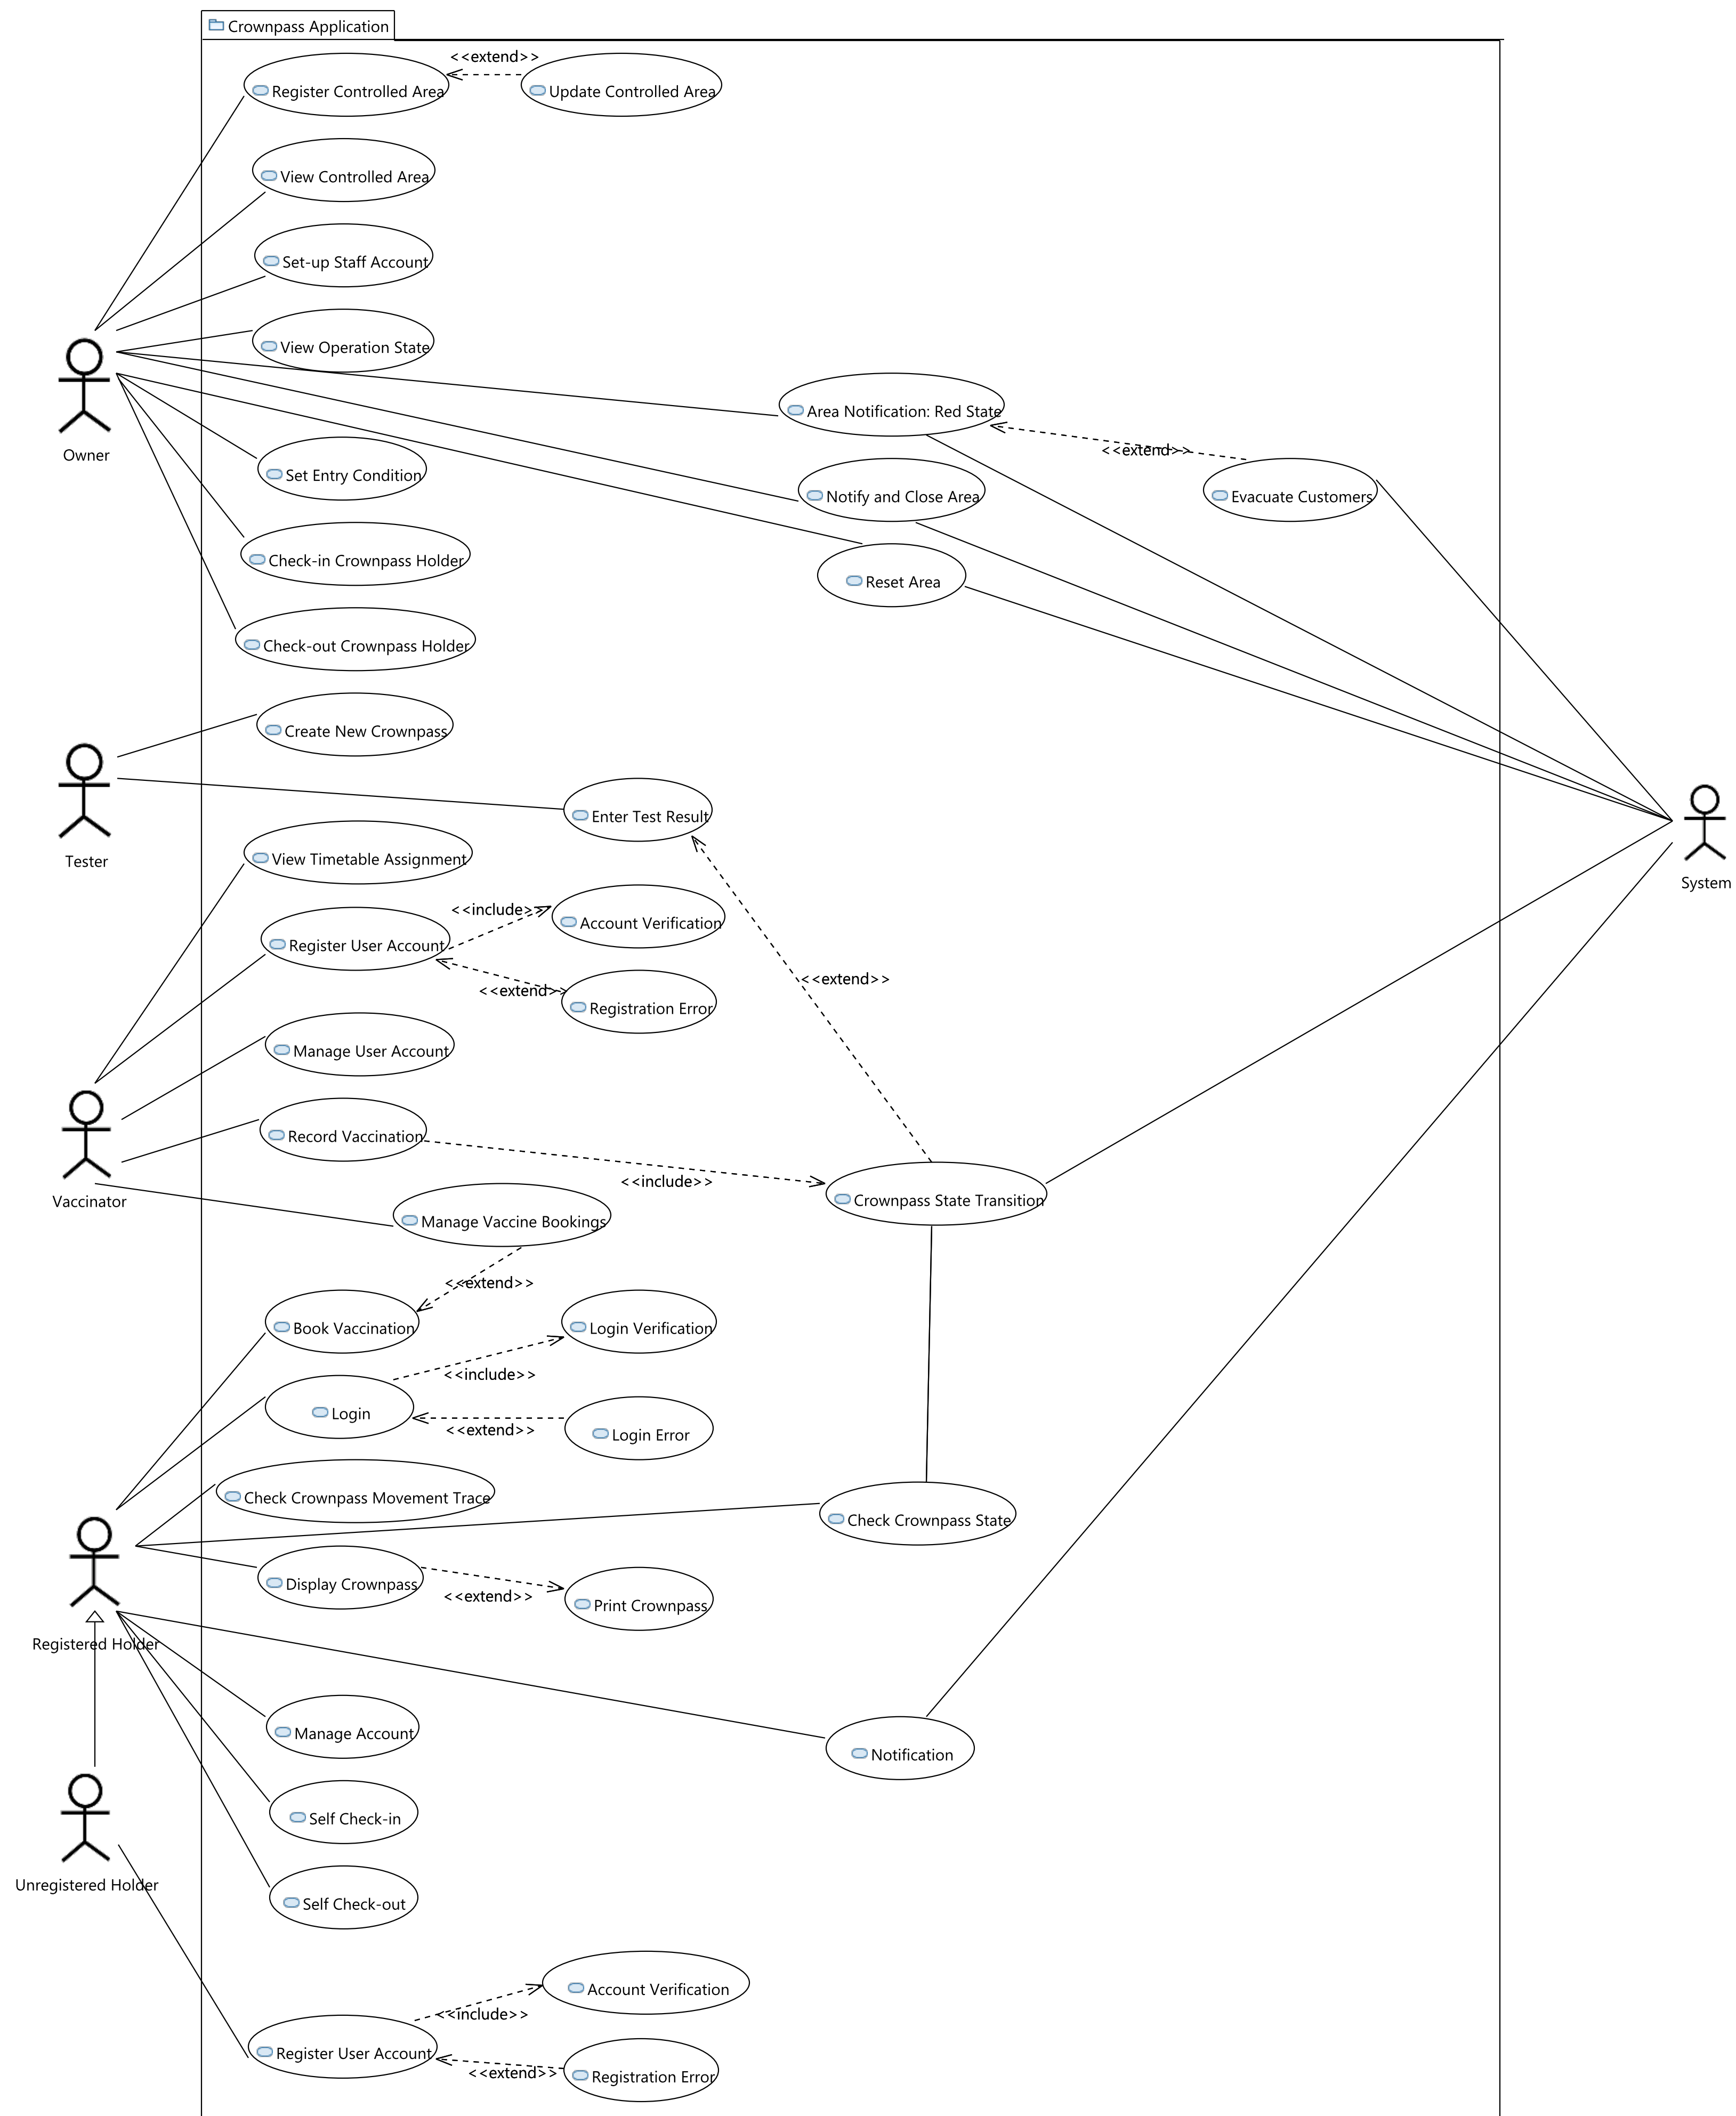 Crownpass Application
<<extend>>
Register Controlled Area
Update Controlled Area
View Controlled Area
Set-up Staff Account
View Operation State
Area Notification: Red State
<<extend>>
Owner
Set Entry Condition
Notify and Close Area
Evacuate Customers
Check-in Crownpass Holder
Reset Area
Check-out Crownpass Holder
Create New Crownpass
Enter Test Result
Tester
View Timetable Assignment
System
<<include>>
Account Verification
Register User Account
<<extend>>
<<extend>>
Registration Error
Manage User Account
Record Vaccination
<<include>>
Vaccinator
Crownpass State Transition
Manage Vaccine Bookings
<<extend>>
Book Vaccination
Login Verification
<<include>>
Login
<<extend>>
Login Error
Check Crownpass Movement Trace
Check Crownpass State
Display Crownpass
<<extend>>
Print Crownpass
Registered Holder
Manage Account
Notification
Self Check-in
Unregistered Holder
Self Check-out
Account Verification
<<include>>
Register User Account
<<extend>>
Registration Error